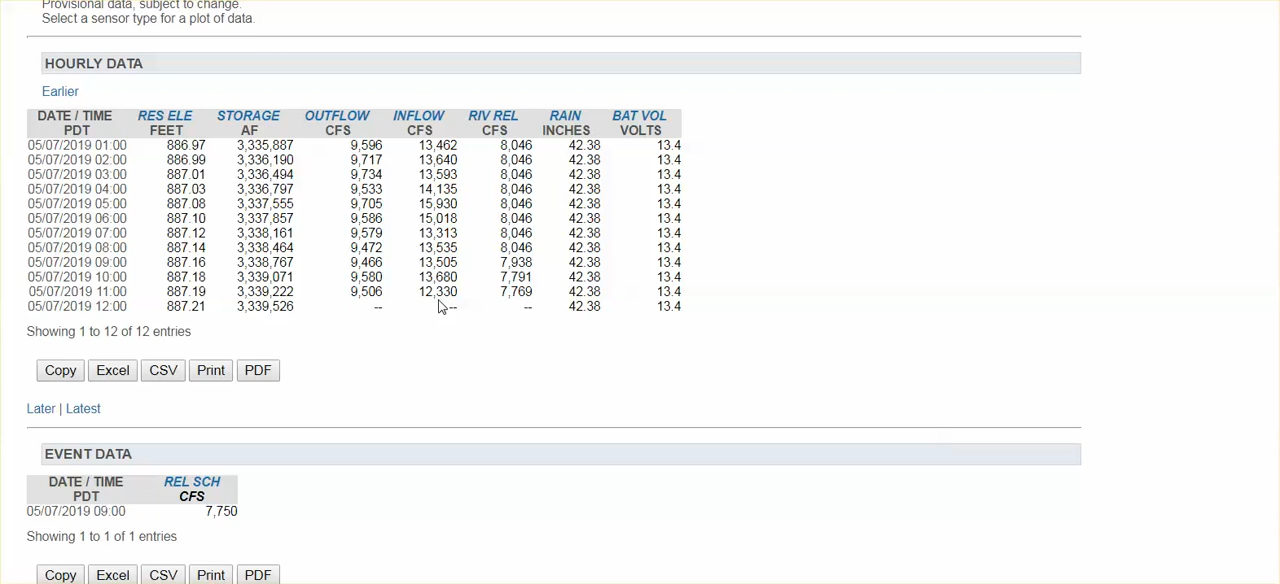 Provisional data, subject to change.
Select a sensor type for a plot of data.
HOURLY DATA
Earlier
DATE / TIME RES ELE STORAGE OUTFLOW INFLOW RIV REL RAIN BAT VOL
PDT FEET AF CFS CFS CFS INCHES VOLTS
05/07/2019 01:00 886.97 3,335,887 9,596 13,462 8,046 42.38 13.4
05/07/2019 02:00 886.99 3,336,190 9,717 13,640 8,046 42.38 13.4
05/07/2019 03:00 887.01 3,336,494 9,734 13,593 8,046 42.38 13.4
05/07/2019 04:00 887.03 3,336,797 9,533 14,135 8,046 42.38 13.4
05/07/2019 05:00 887.08 3,337,555 9,705 15,930 8,046 42.38 13.4
05/07/2019 06:00 887.10 3,337,857 9,586 15,018 8,046 42.38 13.4
05/07/2019 07:00 887.12 3,338,161 9,579 13,313 8,046 42.38 13.4
05/07/2019 08:00 887.14 3,338,464 9,472 13,535 8,046 42.38 13.4
05/07/2019 09:00 887.16 3,338,767 9,466 13,505 7,938 42.38 13.4
05/07/2019 10:00 887.18 3,339,071 9,580 13,680 7,791 42.38 13.4
05/07/2019 11:00 887.19 3,339,222 9,506 12,330 7,769 42.38 13.4
05/07/2019 12:00 887.21 3,339,526 -- -- -- 42.38 13.4
Showing 1 to 12 of 12 entries
Copy Excel CSV Print PDF
Later | Latest
EVENT DATA
DATE / TIME REL SCH
PDT CFS
05/07/2019 09:00 7,750
Showing 1 to 1 of 1 entries
Copy Excel CSV Print PDF